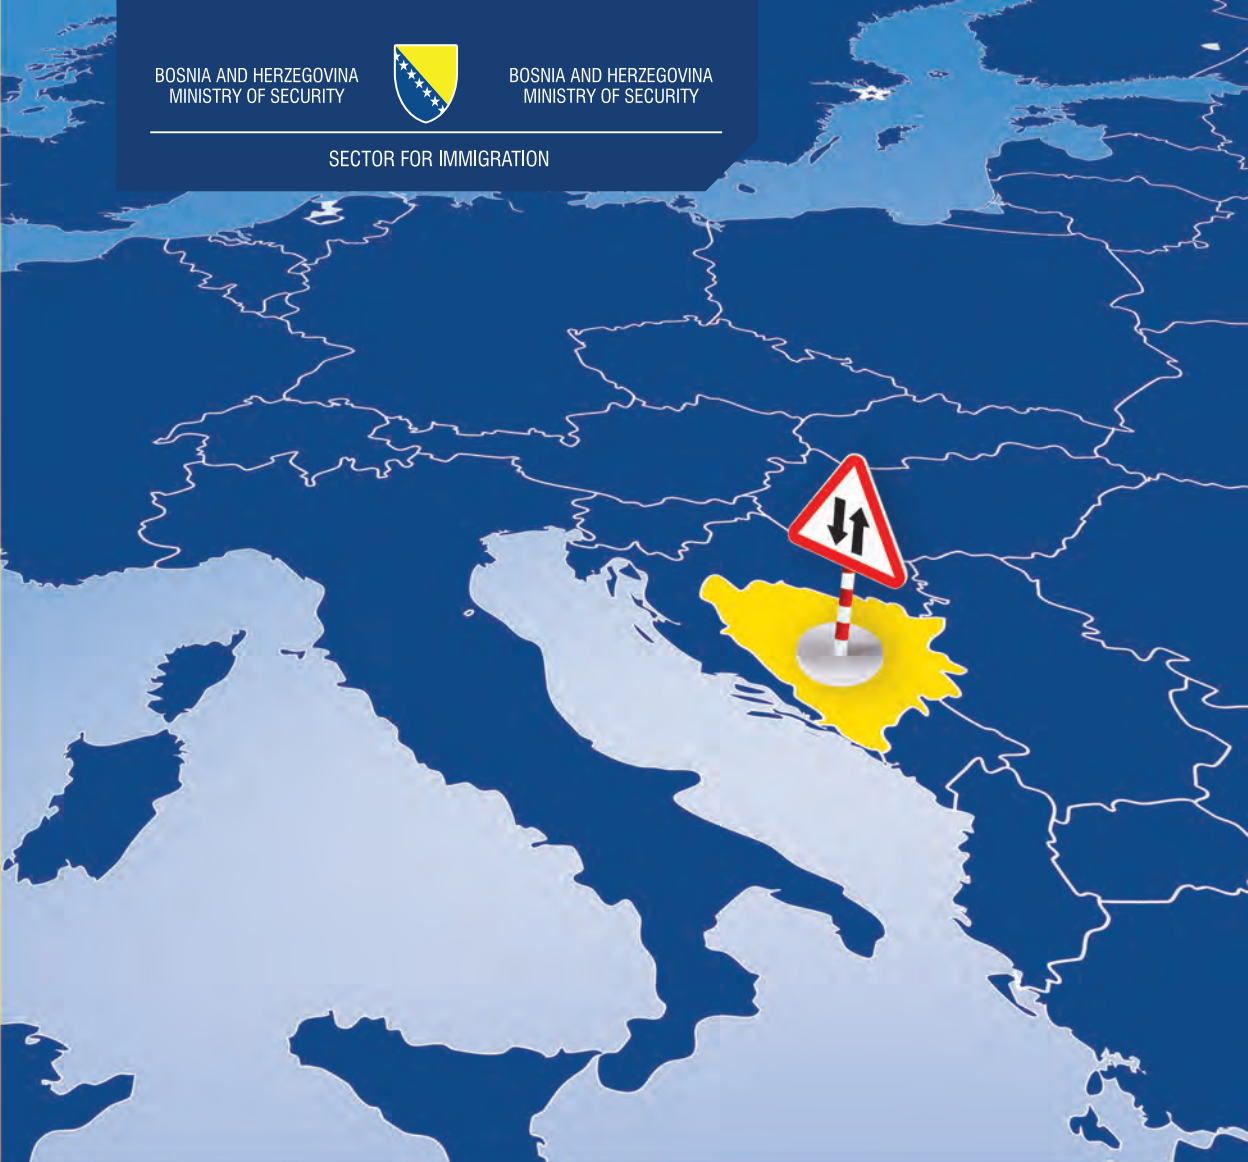 BOSNIA AND HERZEGOVINA
MINISTRY OF SECURITY
BOSNIA AND HERZEGOVINA
MINISTRY OF SECURITY
SECTOR FOR IMMIGRATION